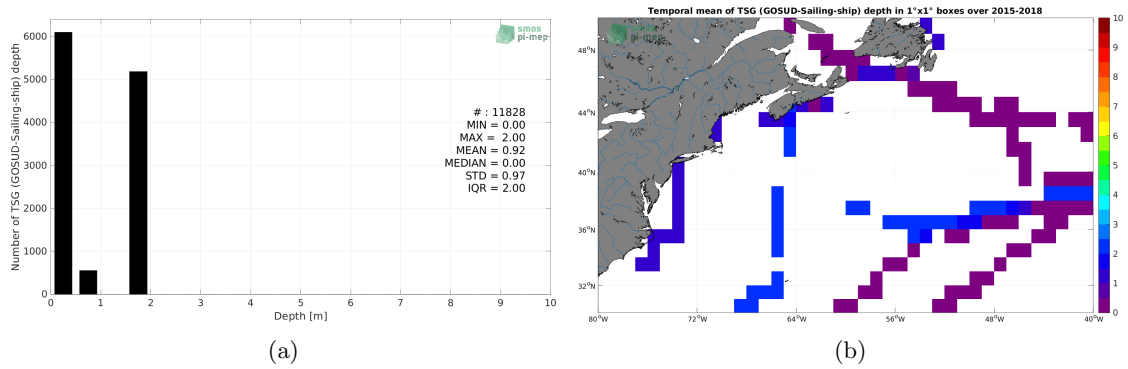 Number of TSG (GOSUD-Sailing-ship) depth
6000
5000
4000
3000
2000
1000
0
0 1 2 3 4 5 6 7 8 9 10
Depth [m]
smos
pi-mep
# : 11828
MIN = 0.00
MAX = 2.00
MEAN = 0.92
MEDIAN = 0.00
STD = 0.97
IQR = 2.00
(a)
Temporal mean of TSG (GOSUD-Sailing-ship) depth in 1°x1° boxes over 2015-2018
smos
pi-mep
48°N
44°N
40°N
36°N
32°N
80°W 72°W 64°W 56°W 48°W 40°W
10
9
8
7
6
5
4
3
2
1
0
(b)